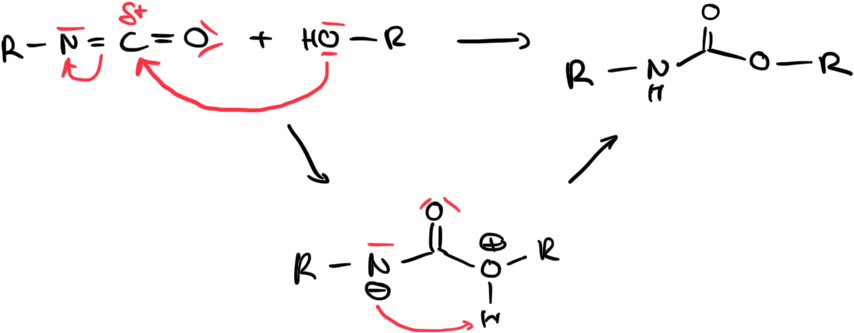 δ+
R-N=C=O + HO-R → R-N-C(=O)-O-R
H
O
R-N-C-O-R
⊖ ⊕
H